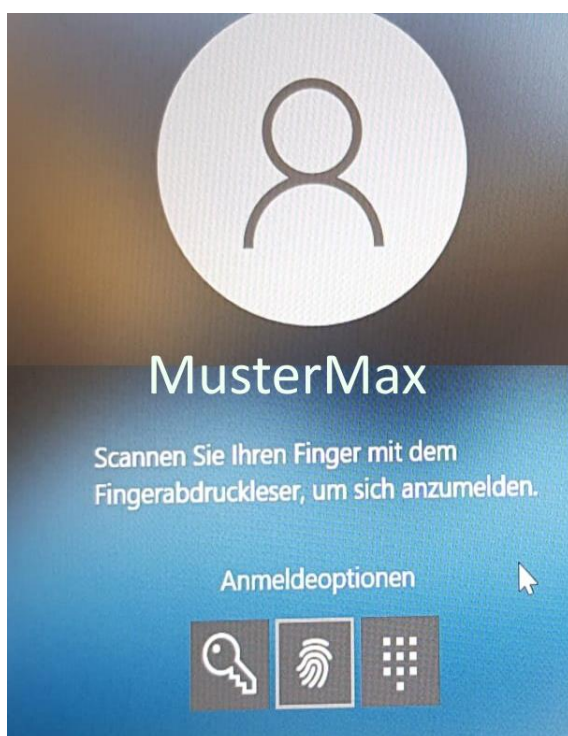 MusterMax
Scannen Sie Ihren Finger mit dem
Fingerabdruckleser, um sich anzumelden.
Anmeldeoptionen